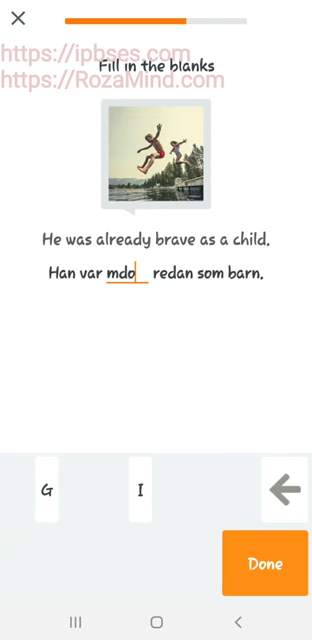 https://ipbses.com
Fill in the blanks
https://RozaMind.com
He was already brave as a child.
Han var mdo__ redan som barn.
G
I
Done